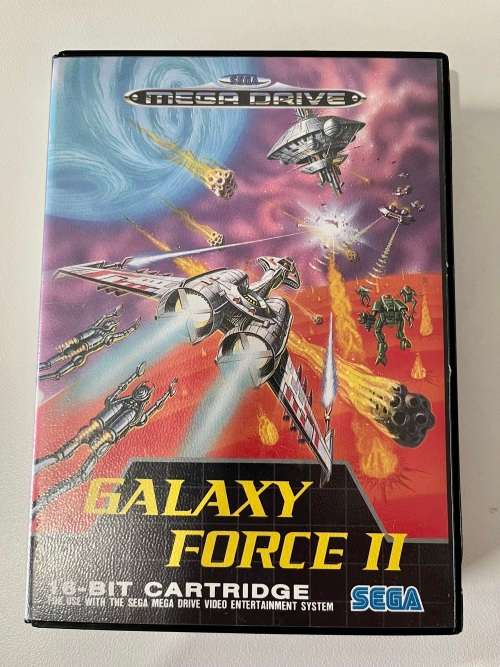 SEGA
MEGA DRIVE
GALAXY
FORCE II
16-BIT CARTRIDGE
USE WITH THE SEGA MEGA DRIVE VIDEO ENTERTAINMENT SYSTEM
SEGA